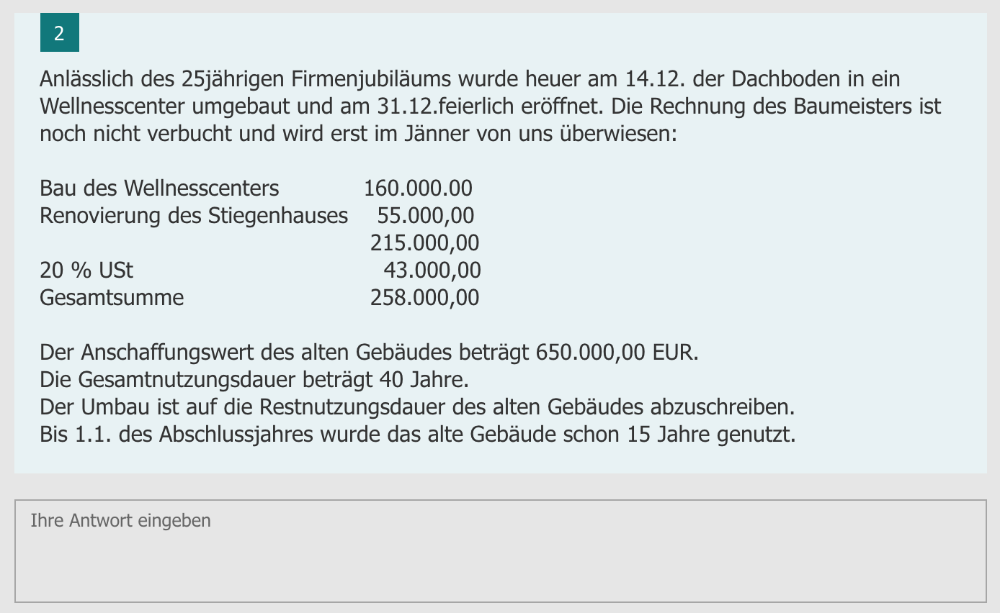 2
Anlässlich des 25jährigen Firmenjubiläums wurde heuer am 14.12. der Dachboden in ein
Wellnesscenter umgebaut und am 31.12.feierlich eröffnet. Die Rechnung des Baumeisters ist
noch nicht verbucht und wird erst im Jänner von uns überwiesen:
Bau des Wellnesscenters 160.000.00
Renovierung des Stiegenhauses 55.000,00
215.000,00
20 % USt 43.000,00
Gesamtsumme 258.000,00
Der Anschaffungswert des alten Gebäudes beträgt 650.000,00 EUR.
Die Gesamtnutzungsdauer beträgt 40 Jahre.
Der Umbau ist auf die Restnutzungsdauer des alten Gebäudes abzuschreiben.
Bis 1.1. des Abschlussjahres wurde das alte Gebäude schon 15 Jahre genutzt.
Ihre Antwort eingeben